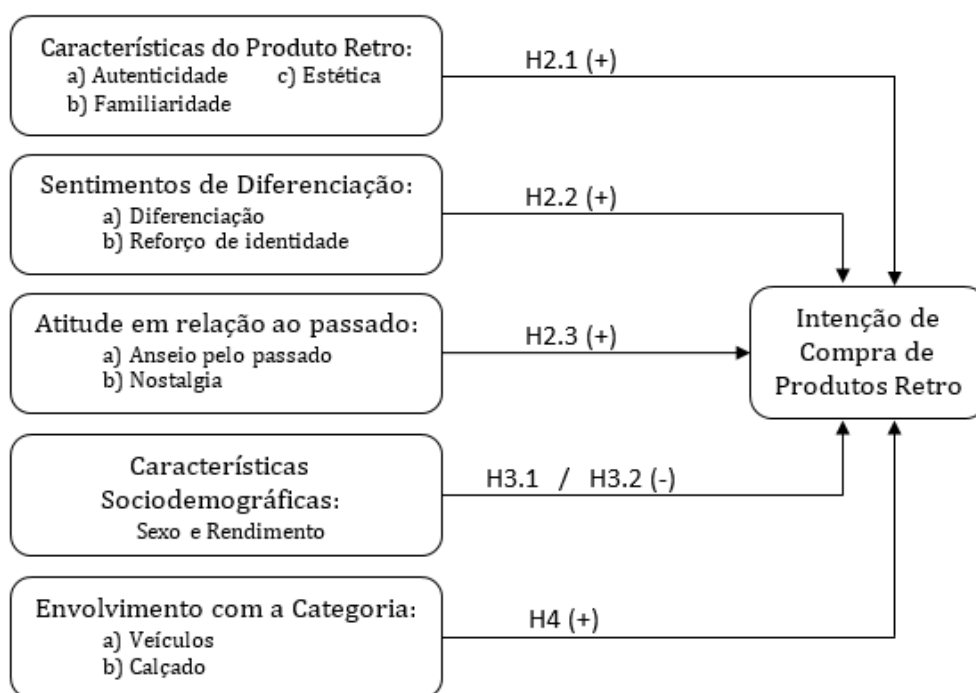 Características do Produto Retro:
a) Autenticidade c) Estética
b) Familiaridade
H2.1 (+)
Sentimentos de Diferenciação:
a) Diferenciação
b) Reforço de identidade
H2.2 (+)
Atitude em relação ao passado:
a) Anseio pelo passado
b) Nostalgia
H2.3 (+)
Intenção de
Compra de
Produtos Retro
Características
Sociodemográficas:
Sexo e Rendimento
H3.1 / H3.2 (-)
Envolvimento com a Categoria:
a) Veículos
b) Calçado
H4 (+)